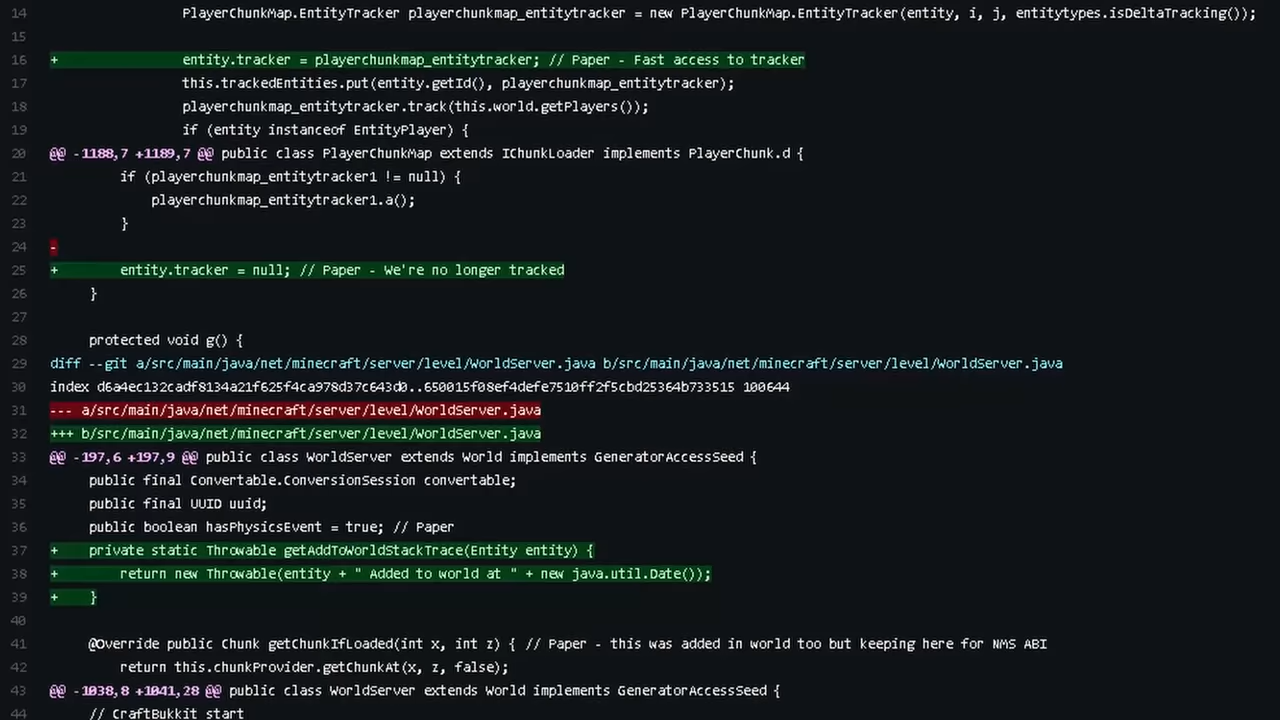 14 PlayerChunkMap.EntityTracker playerchunkmap_entitytracker = new PlayerChunkMap.EntityTracker(entity, i, j, entitytypes.isDeltaTracking());
15
16 + entity.tracker = playerchunkmap_entitytracker; // Paper - Fast access to tracker
17 this.trackedEntities.put(entity.getId(), playerchunkmap_entitytracker);
18 playerchunkmap_entitytracker.track(this.world.getPlayers());
19 if (entity instanceof EntityPlayer) {
20 @@ -1188,7 +1189,7 @@ public class PlayerChunkMap extends IChunkLoader implements PlayerChunk.d {
21 if (playerchunkmap_entitytracker1 != null) {
22 playerchunkmap_entitytracker1.a();
23 }
24 -
25 + entity.tracker = null; // Paper - We're no longer tracked
26 }
27
28 protected void g() {
29 diff --git a/src/main/java/net/minecraft/server/level/WorldServer.java b/src/main/java/net/minecraft/server/level/WorldServer.java
30 index d6a4ec132cadf8134a21f625f4ca978d37c643d0..650015f08ef4defe7510ff2f5cbd25364b733515 100644
31 --- a/src/main/java/net/minecraft/server/level/WorldServer.java
32 +++ b/src/main/java/net/minecraft/server/level/WorldServer.java
33 @@ -197,6 +197,9 @@ public class WorldServer extends World implements GeneratorAccessSeed {
34 public final Convertable.ConversionSession convertable;
35 public final UUID uuid;
36 public boolean hasPhysicsEvent = true; // Paper
37 + private static Throwable getAddToWorldStackTrace(Entity entity) {
38 + return new Throwable(entity + " Added to world at " + new java.util.Date());
39 + }
40
41 @Override public Chunk getChunkIfLoaded(int x, int z) { // Paper - this was added in world too but keeping here for NMS ABI
42 return this.chunkProvider.getChunkAt(x, z, false);
43 @@ -1038,8 +1041,28 @@ public class WorldServer extends World implements GeneratorAccessSeed {
44 // CraftBukkit start